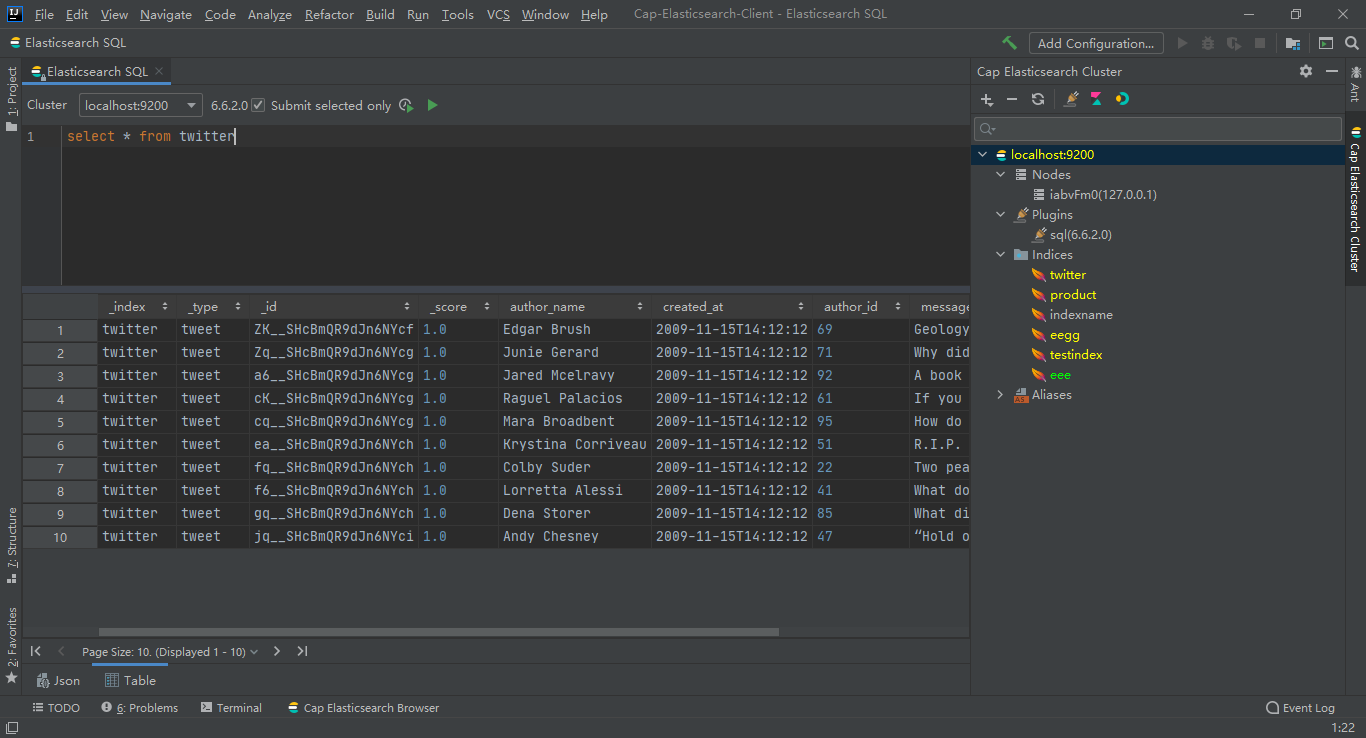 File Edit View Navigate Code Analyze Refactor Build Run Tools VCS Window Help Cap-Elasticsearch-Client - Elasticsearch SQL
Elasticsearch SQL
Add Configuration...
1: Project
Elasticsearch SQL
Cluster localhost:9200 6.6.2.0 Submit selected only
1 select * from twitter
_index _type _id _score author_name created_at author_id message
1 twitter tweet ZK__SHcBmQR9dJn6NYcf 1.0 Edgar Brush 2009-11-15T14:12:12 69 Geology
2 twitter tweet Zq__SHcBmQR9dJn6NYcg 1.0 Junie Gerard 2009-11-15T14:12:12 71 Why did
3 twitter tweet a6__SHcBmQR9dJn6NYcg 1.0 Jared Mcelravy 2009-11-15T14:12:12 92 A book
4 twitter tweet cK__SHcBmQR9dJn6NYcg 1.0 Raguel Palacios 2009-11-15T14:12:12 61 If you
5 twitter tweet cq__SHcBmQR9dJn6NYcg 1.0 Mara Broadbent 2009-11-15T14:12:12 95 How do
6 twitter tweet ea__SHcBmQR9dJn6NYch 1.0 Krystina Corriveau 2009-11-15T14:12:12 51 R.I.P.
7 twitter tweet fq__SHcBmQR9dJn6NYch 1.0 Colby Suder 2009-11-15T14:12:12 22 Two pea
8 twitter tweet f6__SHcBmQR9dJn6NYch 1.0 Lorretta Alessi 2009-11-15T14:12:12 41 What do
9 twitter tweet gq__SHcBmQR9dJn6NYch 1.0 Dena Storer 2009-11-15T14:12:12 85 What di
10 twitter tweet jq__SHcBmQR9dJn6NYci 1.0 Andy Chesney 2009-11-15T14:12:12 47 “Hold o
Page Size: 10. (Displayed 1 - 10)
Json Table
7: Structure
2: Favorites
Cap Elasticsearch Cluster
localhost:9200
Nodes
iabvFm0(127.0.0.1)
Plugins
sql(6.6.2.0)
Indices
twitter
product
indexname
eegg
testindex
eee
Aliases
Ant
Cap Elasticsearch Cluster
TODO 6: Problems Terminal Cap Elasticsearch Browser Event Log
1:22